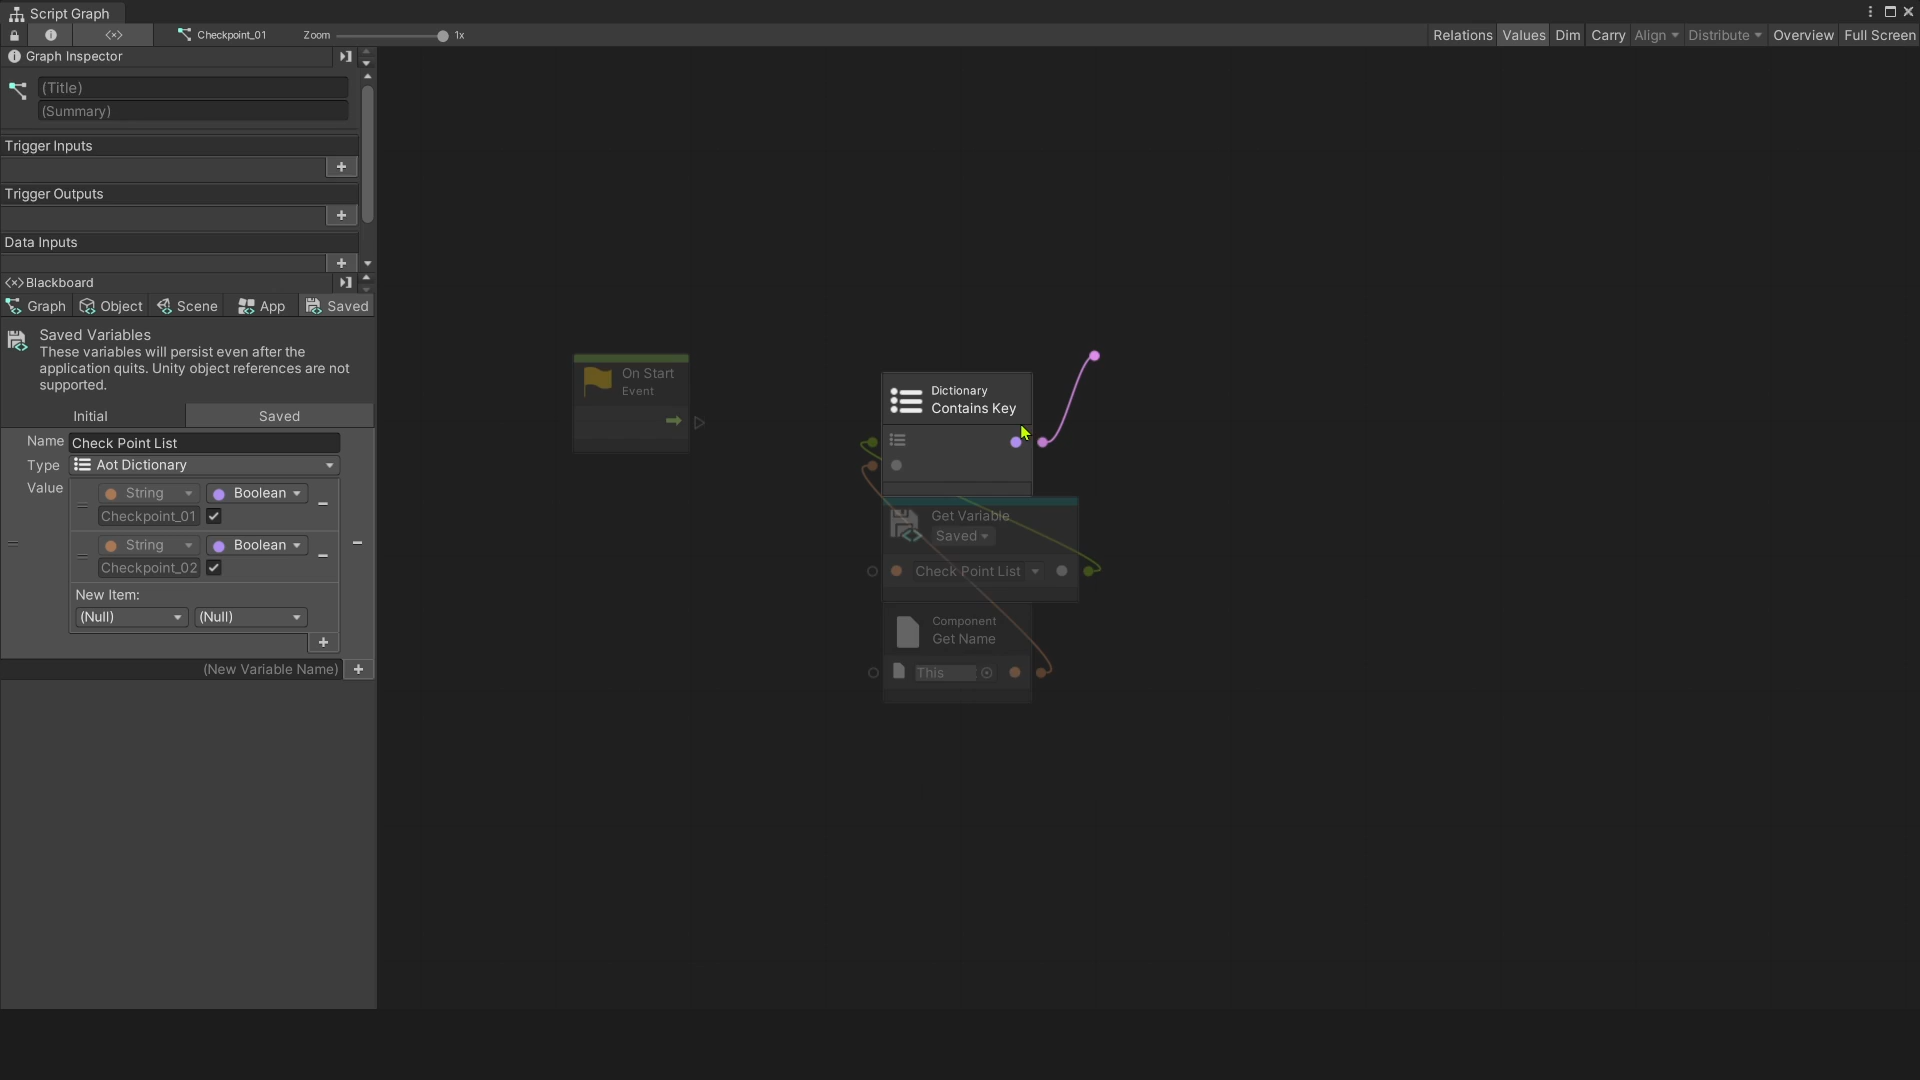 Script Graph
<×>
Checkpoint_01
Zoom
1x
Relations
Values
Dim
Carry
Align
Distribute
Overview
Full Screen
Graph Inspector
(Title)
(Summary)
Trigger Inputs
+
Trigger Outputs
+
Data Inputs
+
<×> Blackboard
Graph
Object
Scene
App
Saved
Saved Variables
These variables will persist even after the
application quits. Unity object references are not
supported.
Initial
Saved
Name
Check Point List
Type
Aot Dictionary
Value
String
Boolean
Checkpoint_01
String
Boolean
Checkpoint_02
New Item:
(Null)
(Null)
+
(New Variable Name)
+
On Start
Event
Dictionary
Contains Key
Get Variable
Saved
Check Point List
Component
Get Name
This